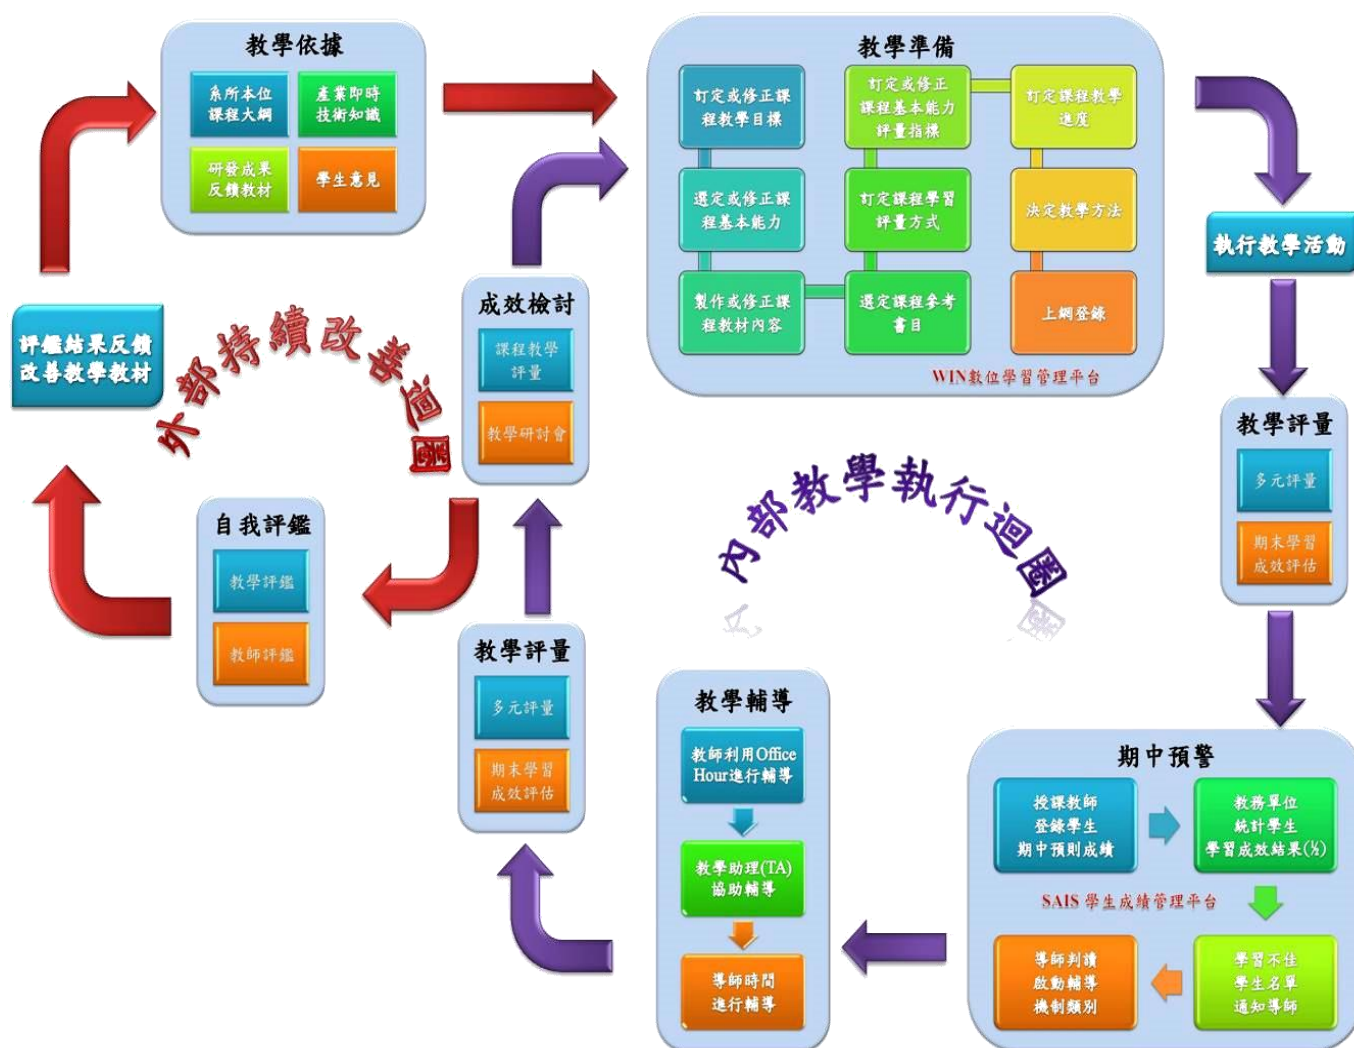 教學依據
系所本位
課程大綱
產業即時
技術知識
研發成果
反饋教材
學生意見
教學準備
訂定或修正課
程教學目標
選定或修正課
程基本能力
製作或修正課
程教材內容
選定課程參考
書目
訂定課程學習
評量方式
訂定或修正
課程基本能力
評量指標
訂定課程教學
進度
決定教學方法
上網登錄
WIN數位學習管理平台
執行教學活動
教學評量
多元評量
期末學習
成效評估
期中預警
授課教師
登錄學生
期中預則成績
教務單位
統計學生
學習成效結果(½)
SAIS 學生成績管理平台
學習不佳
學生名單
通知導師
導師判讀
啟動輔導
機制類別
教學輔導
教師利用Office
Hour進行輔導
教學助理(TA)
協助輔導
導師時間
進行輔導
教學評量
多元評量
期末學習
成效評估
成效檢討
課程教學
評量
教學研討會
自我評鑑
教學評鑑
教師評鑑
評鑑結果反饋
改善教學教材
外部持續改善迴圈
內部教學執行迴圈